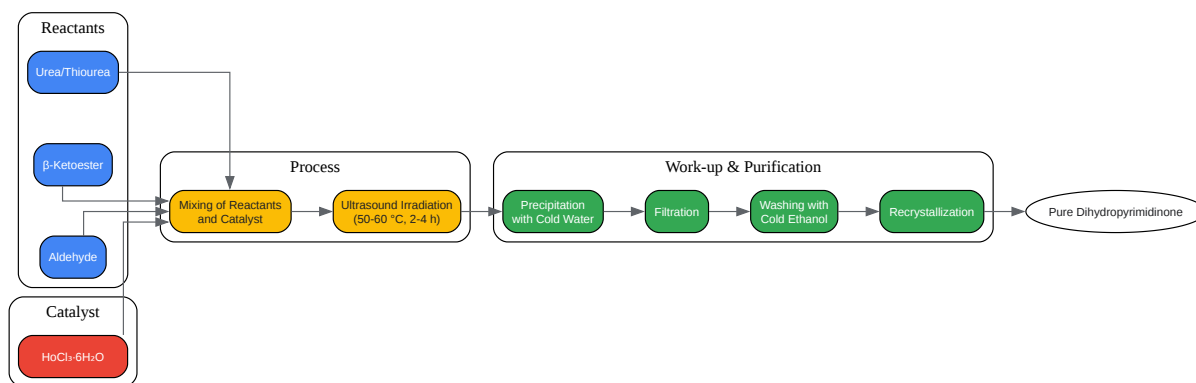 Reactants
Urea/Thiourea
β-Ketoester
Aldehyde
Catalyst
HoCl₃·6H₂O
Process
Mixing of Reactants
and Catalyst
Ultrasound Irradiation
(50-60 °C, 2-4 h)
Work-up & Purification
Precipitation
with Cold Water
Filtration
Washing with
Cold Ethanol
Recrystallization
Pure Dihydropyrimidinone